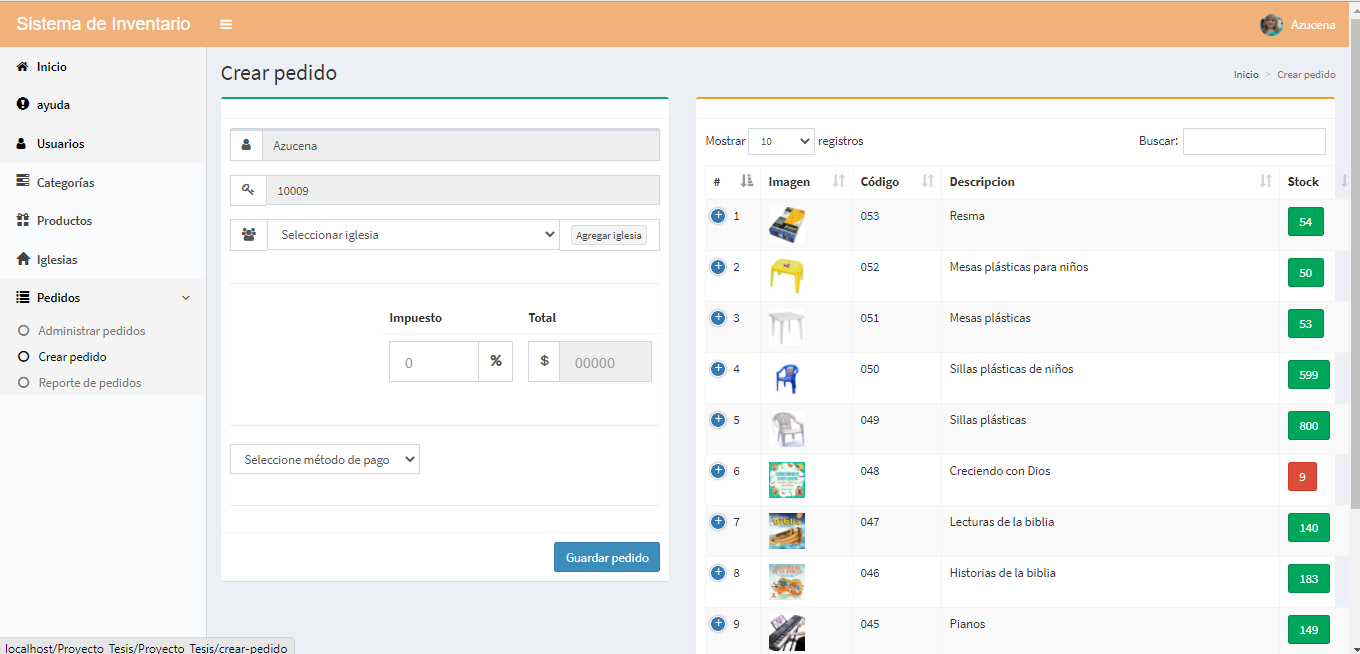 Sistema de Inventario
Azucena
Inicio
ayuda
Usuarios
Categorías
Productos
Iglesias
Pedidos
Administrar pedidos
Crear pedido
Reporte de pedidos
Crear pedido
Inicio > Crear pedido
Azucena
10009
Seleccionar iglesia
Agregar iglesia
Impuesto Total
0 % $ 00000
Seleccione método de pago
Guardar pedido
Mostrar 10 registros Buscar:
# Imagen Código Descripcion Stock
1 053 Resma 54
2 052 Mesas plásticas para niños 50
3 051 Mesas plásticas 53
4 050 Sillas plásticas de niños 599
5 049 Sillas plásticas 800
6 048 Creciendo con Dios 9
7 047 Lecturas de la biblia 140
8 046 Historias de la biblia 183
9 045 Pianos 149
localhost/Proyecto_Tesis/Proyecto_Tesis/crear-pedido